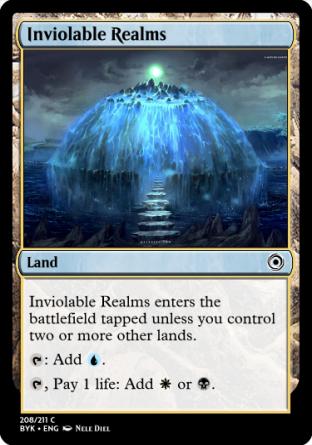 Inviolable Realms
Land
Inviolable Realms enters the
battlefield tapped unless you control
two or more other lands.
: Add .
, Pay 1 life: Add or .
208/211 C
BYK • ENG Nele Diel